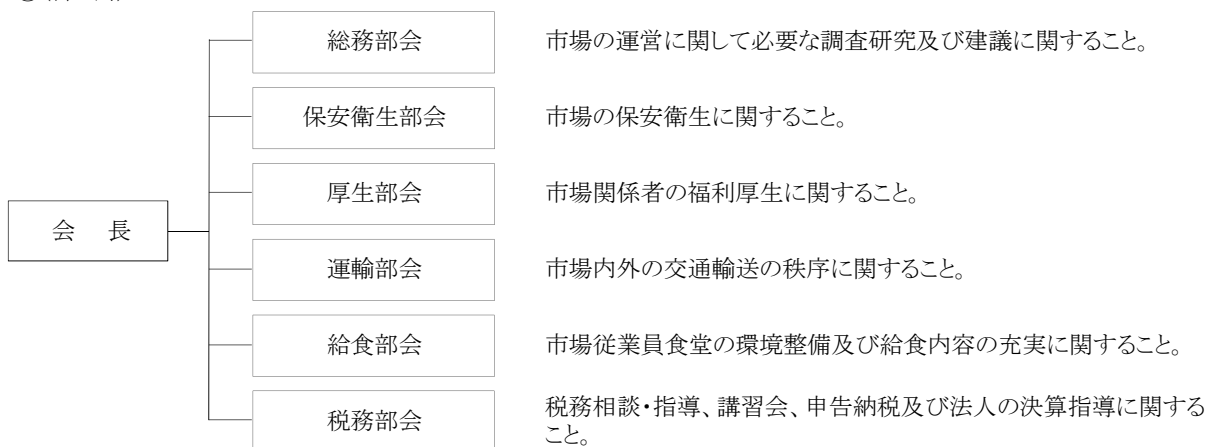 総務部会 市場の運営に関して必要な調査研究及び建議に関すること。
保安衛生部会 市場の保安衛生に関すること。
厚生部会 市場関係者の福利厚生に関すること。
会 長
運輸部会 市場内外の交通輸送の秩序に関すること。
給食部会 市場従業員食堂の環境整備及び給食内容の充実に関すること。
税務部会 税務相談・指導、講習会、申告納税及び法人の決算指導に関する
こと。